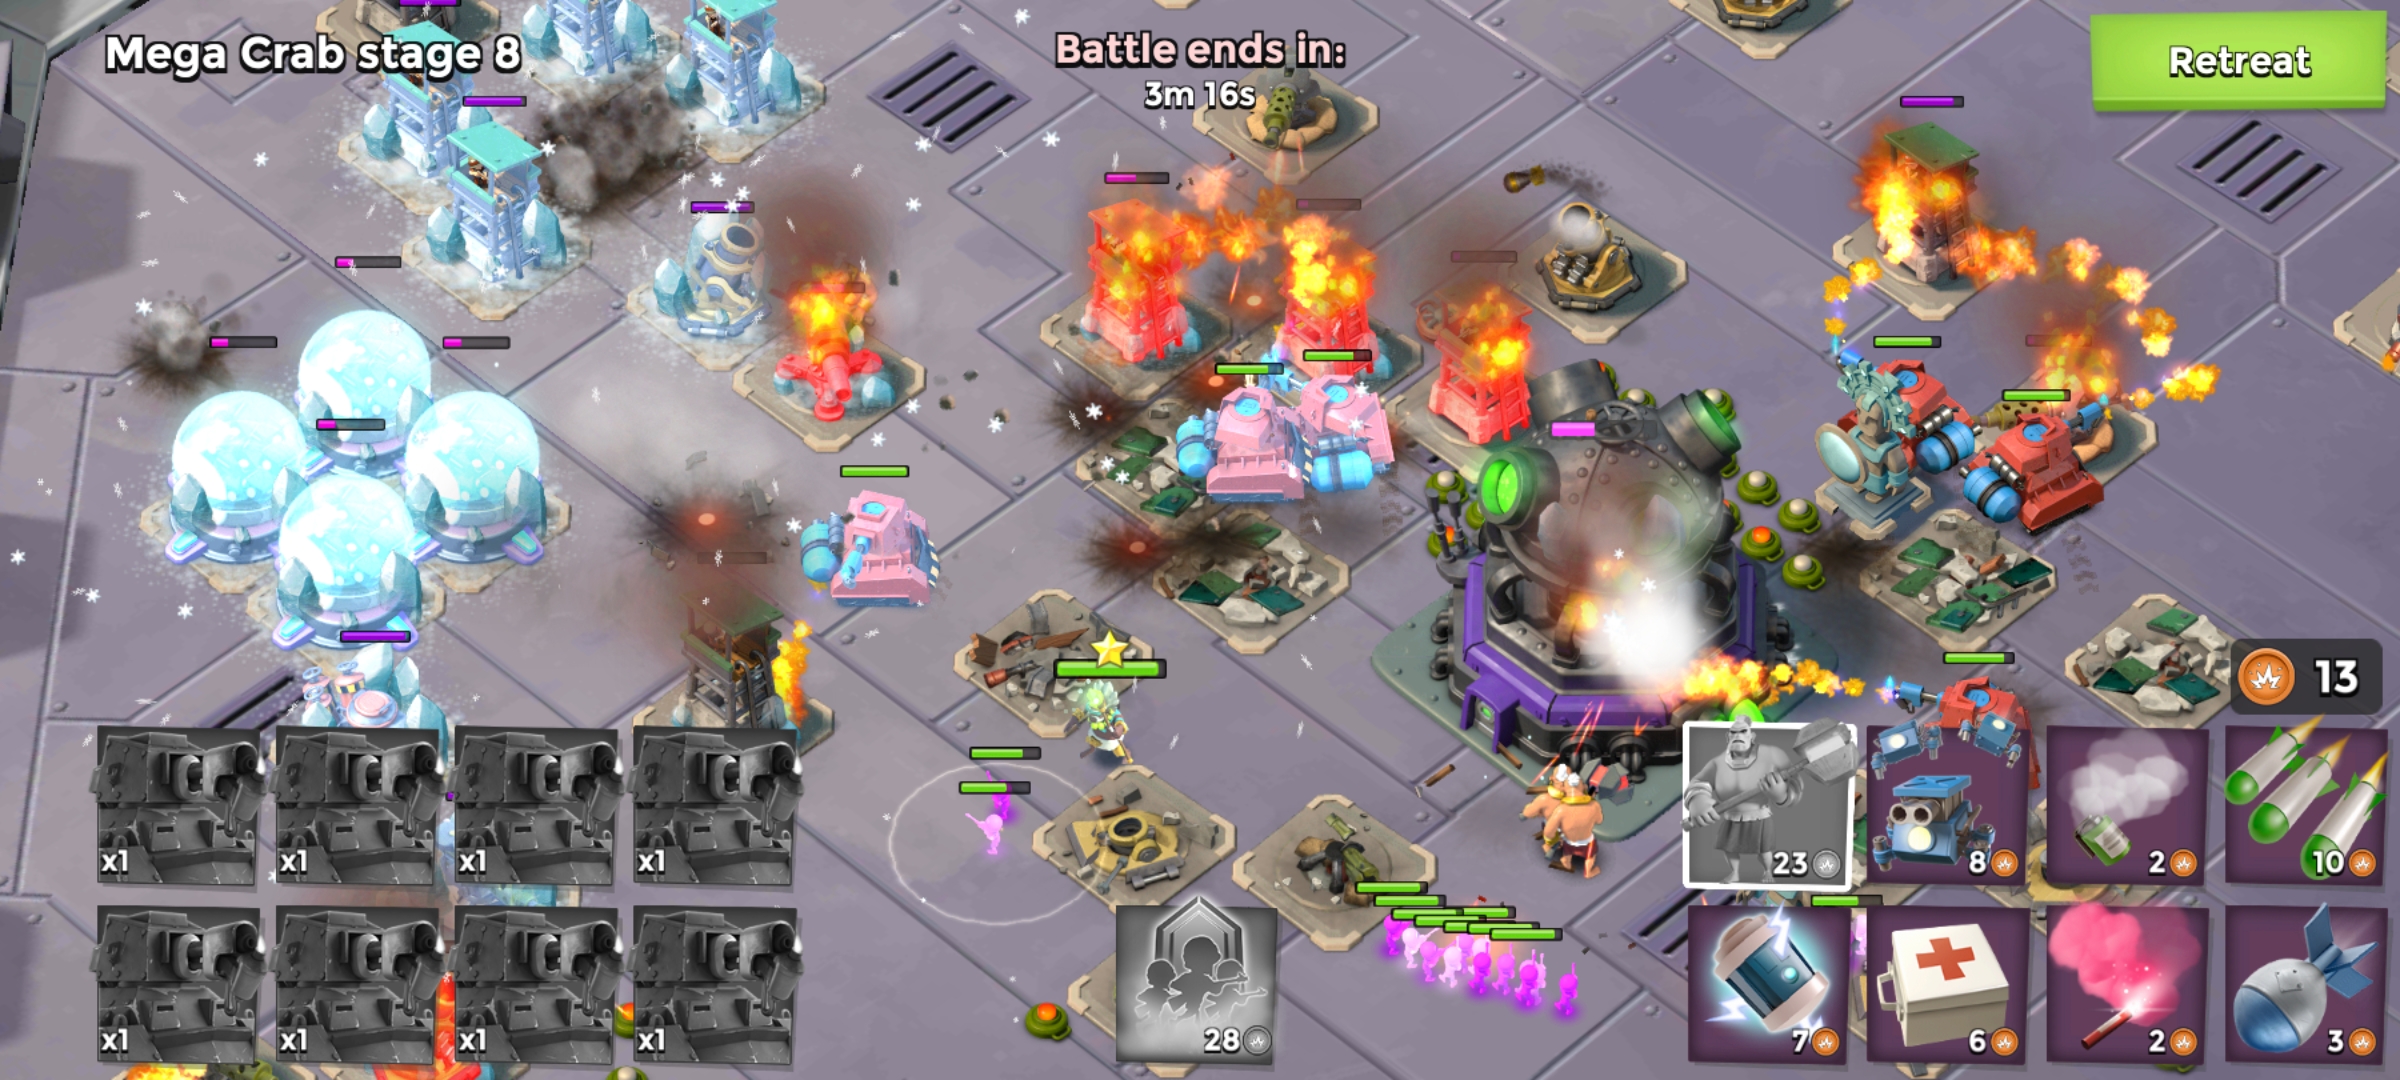 Mega Crab stage 8
Battle ends in:
3m 16s
Retreat
13
x1
x1
x1
x1
23
8
2
10
x1
x1
x1
x1
28
7
6
2
3